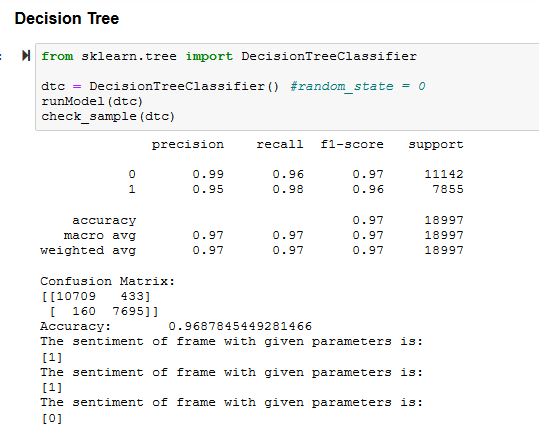 Decision Tree
: from sklearn.tree import DecisionTreeClassifier
dtc = DecisionTreeClassifier() #random_state = 0
runModel(dtc)
check_sample(dtc)
precision recall f1-score support
0 0.99 0.96 0.97 11142
1 0.95 0.98 0.96 7855
accuracy 0.97 18997
macro avg 0.97 0.97 0.97 18997
weighted avg 0.97 0.97 0.97 18997
Confusion Matrix:
[[10709 433]
[ 160 7695]]
Accuracy: 0.9687845449281466
The sentiment of frame with given parameters is:
[1]
The sentiment of frame with given parameters is:
[1]
The sentiment of frame with given parameters is:
[0]